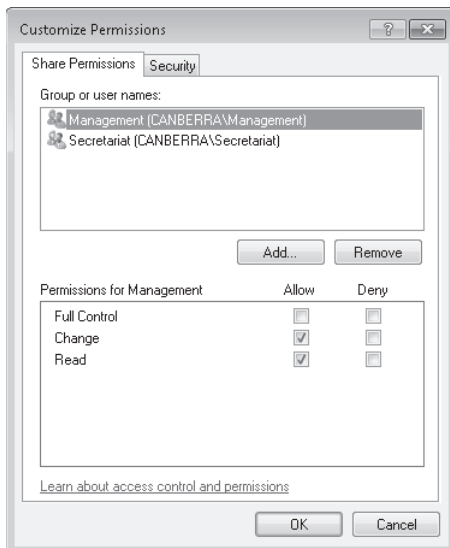 Customize Permissions
Share Permissions Security
Group or user names:
Management (CANBERRA\Management)
Secretariat (CANBERRA\Secretariat)
Add... Remove
Permissions for Management Allow Deny
Full Control
Change
Read
Learn about access control and permissions
OK Cancel